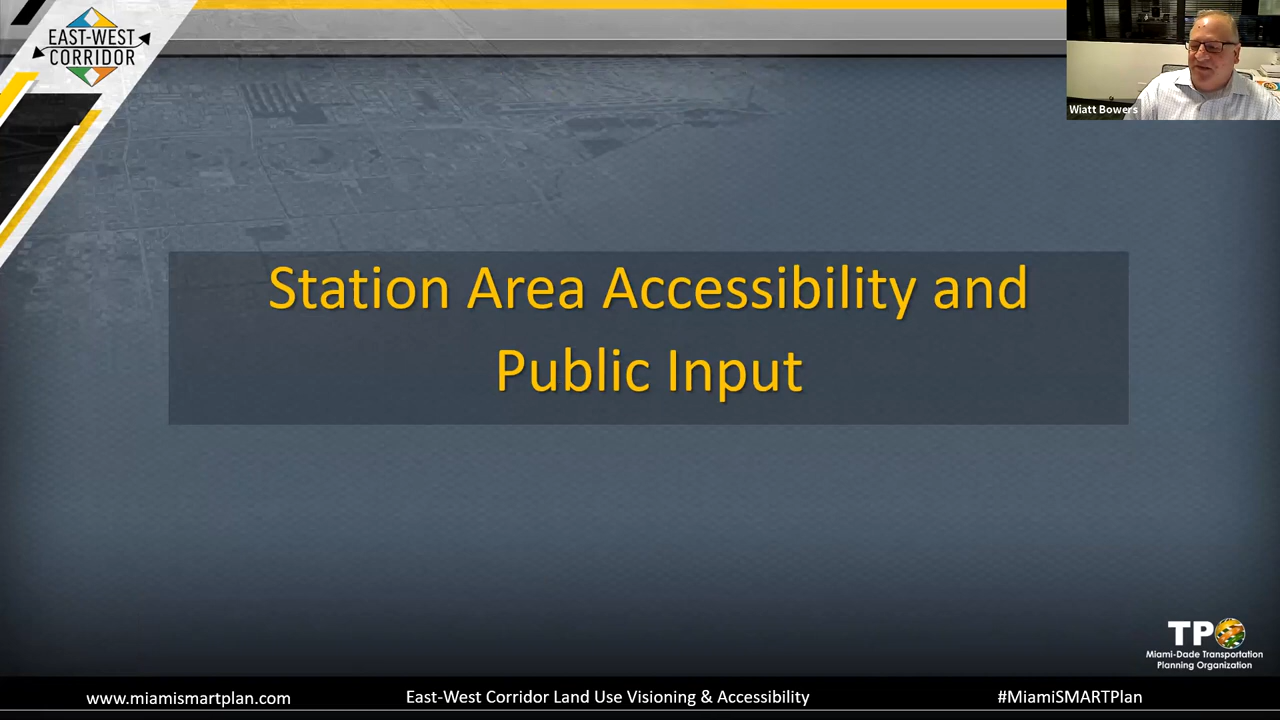 EAST-WEST
CORRIDOR
Wiatt Bowers
Station Area Accessibility and
Public Input
TPO
Miami-Dade Transportation
Planning Organization
www.miamismartplan.com
East-West Corridor Land Use Visioning & Accessibility
#MiamiSMARTPlan